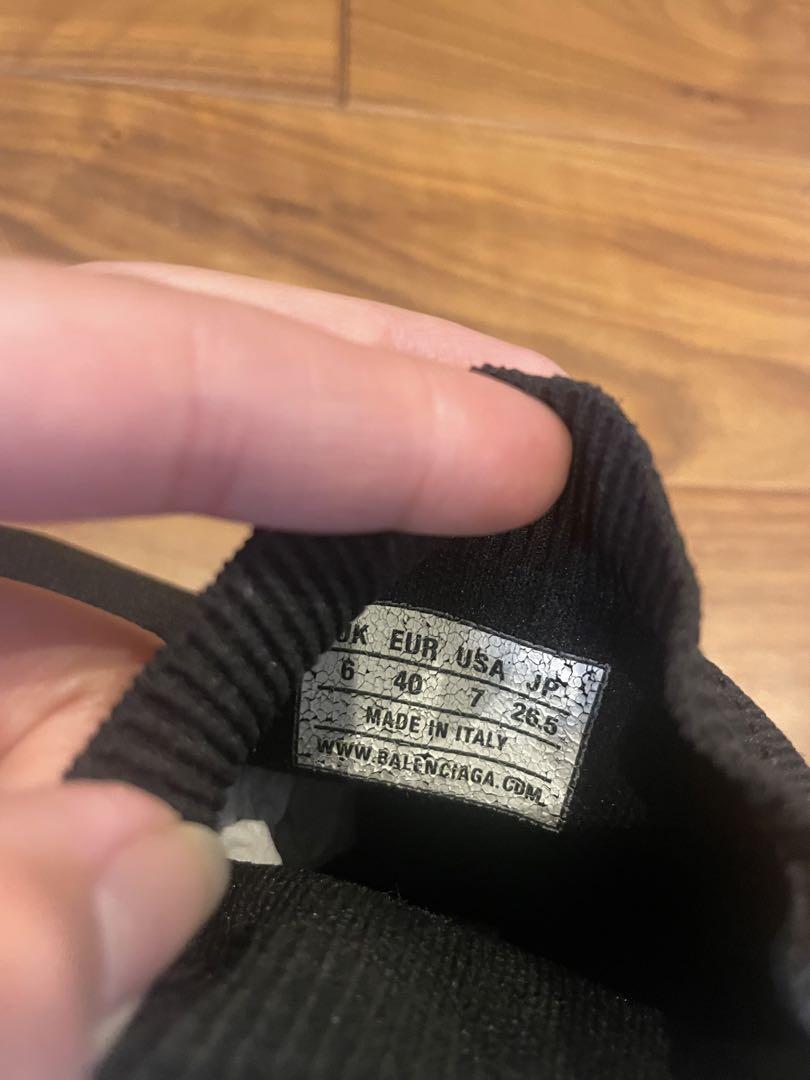 UK EUR USA JP
6 40 7 26.5
MADE IN ITALY
WWW.BALENCIAGA.COM